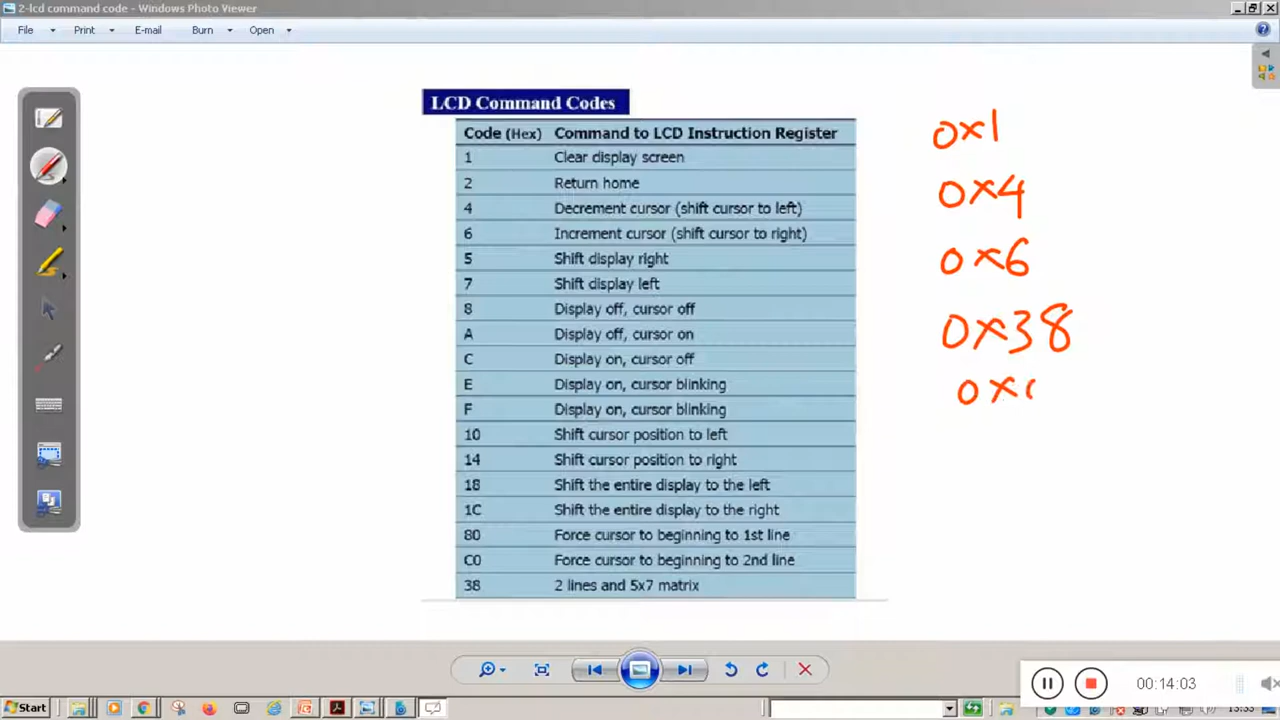 2-lcd command code - Windows Photo Viewer
File Print E-mail Burn Open
LCD Command Codes
Code (Hex) Command to LCD Instruction Register
1 Clear display screen
2 Return home
4 Decrement cursor (shift cursor to left)
6 Increment cursor (shift cursor to right)
5 Shift display right
7 Shift display left
8 Display off, cursor off
A Display off, cursor on
C Display on, cursor off
E Display on, cursor blinking
F Display on, cursor blinking
10 Shift cursor position to left
14 Shift cursor position to right
18 Shift the entire display to the left
1C Shift the entire display to the right
80 Force cursor to beginning to 1st line
C0 Force cursor to beginning to 2nd line
38 2 lines and 5x7 matrix
0x1
0x4
0x6
0x38
0x
00:14:03
Start
13:33